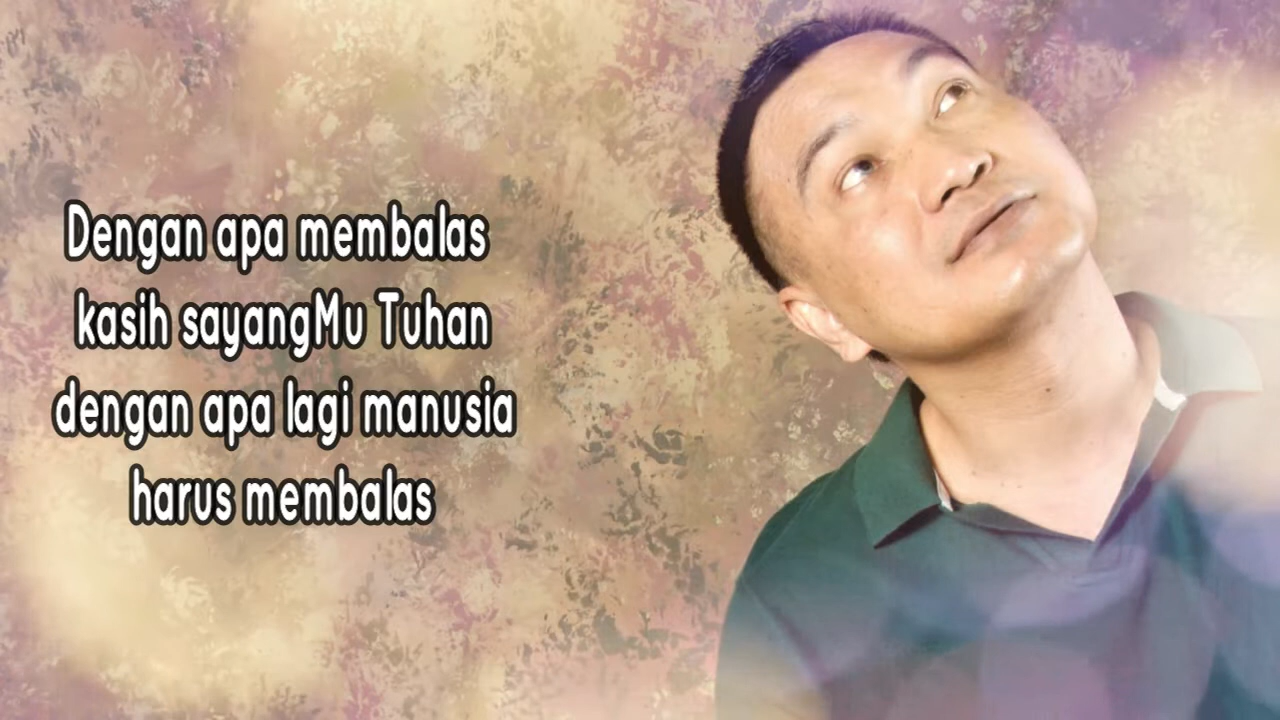 Dengan apa membalas
kasih sayangMu Tuhan
dengan apa lagi manusia
harus membalas